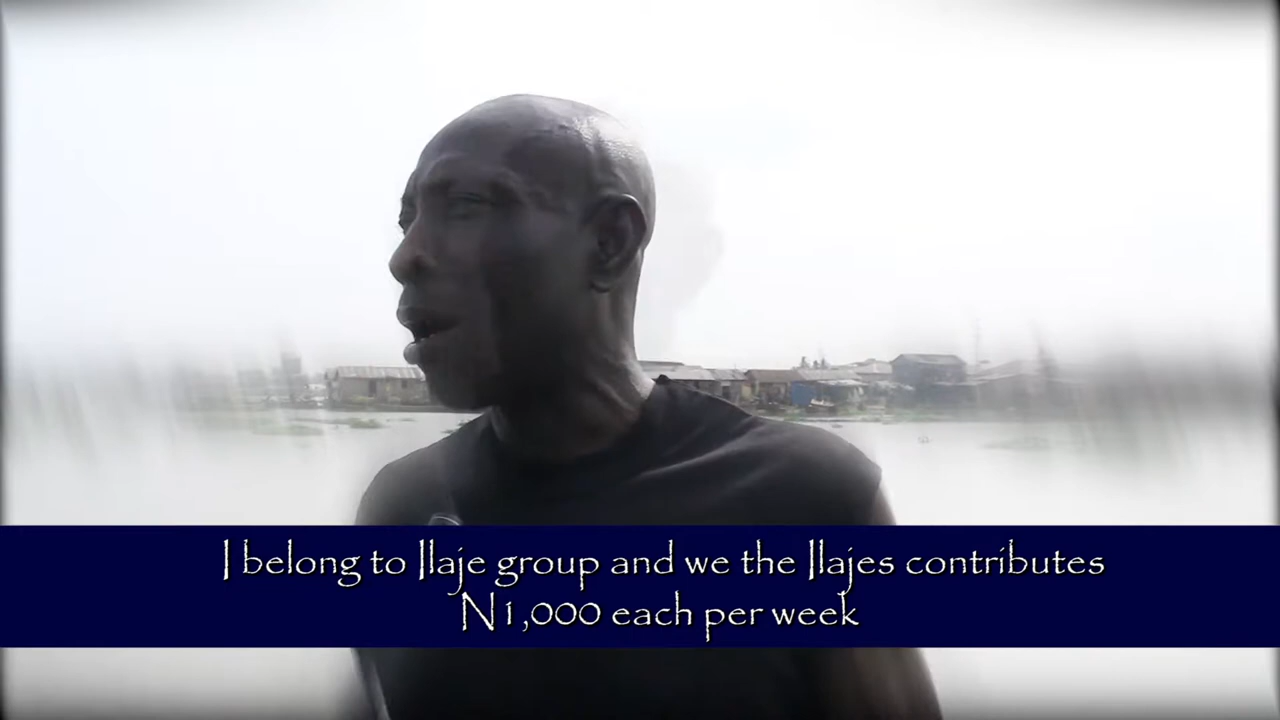 I belong to Ilaje group and we the Ilajes contributes
N1,000 each per week